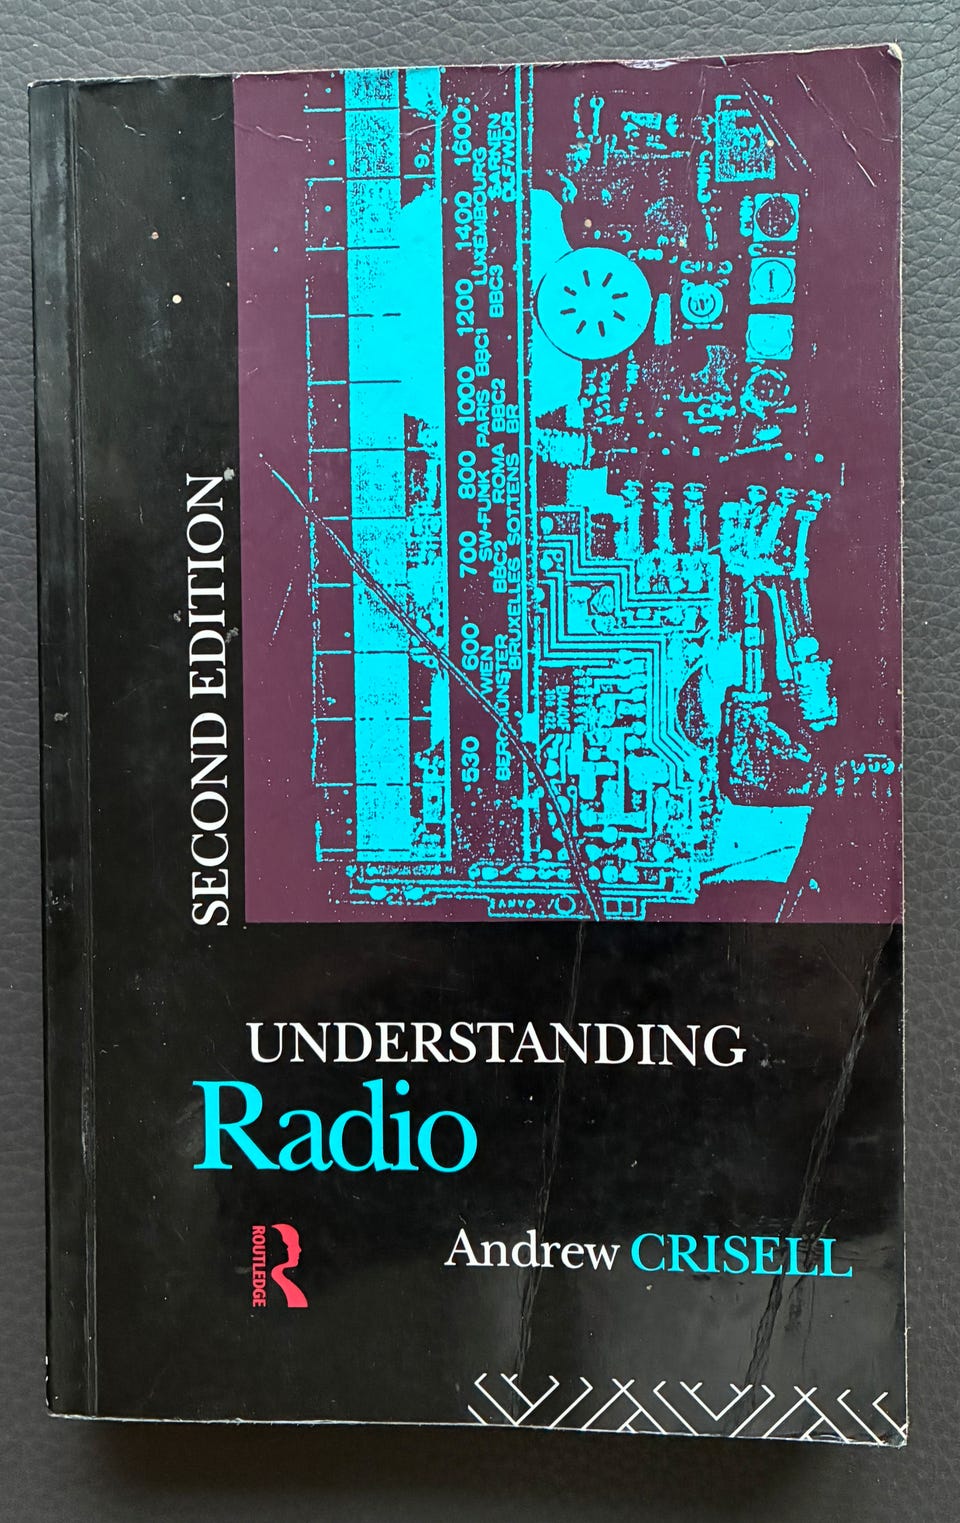 SECOND EDITION
530 600 700 800 1000 1200 1400 1600
WIEN SW-FUNK PARIS BBC1 LUXEMBOURG
BBC2 ROMA BBC2 BBC3 SARNEN
BRUXELLES SOTTENS BR DLF/WDR
UNDERSTANDING
Radio
Andrew CRISELL
ROUTLEDGE